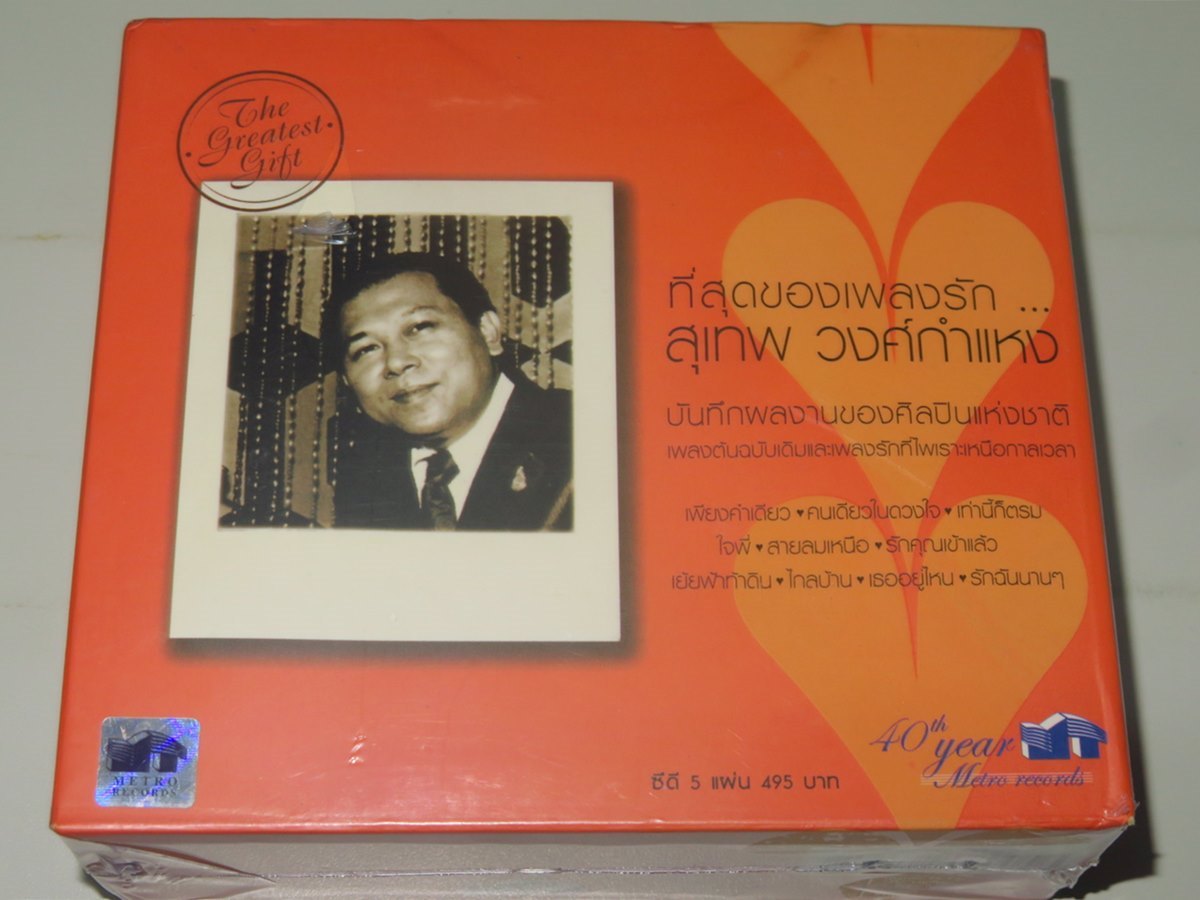 The
Greatest
Gift
ที่สุดของเพลงรัก ...
สุเทพ วงศ์กำแหง
บันทึกผลงานของศิลปินแห่งชาติ
เพลงต้นฉบับเดิมและเพลงรักที่ไพเราะเหนือกาลเวลา
เพียงคำเดียว ♥ คนเดียวในดวงใจ ♥ เท่านี้ก็ตรม
ใจพี่ ♥ สายลมเหนือ ♥ รักคุณเข้าแล้ว
เย้ยฟ้าท้าดิน ♥ ไกลบ้าน ♥ เธออยู่ไหน ♥ รักฉันนานๆ
40th year
Metro records
METRO
RECORDS
ซีดี 5 แผ่น 495 บาท